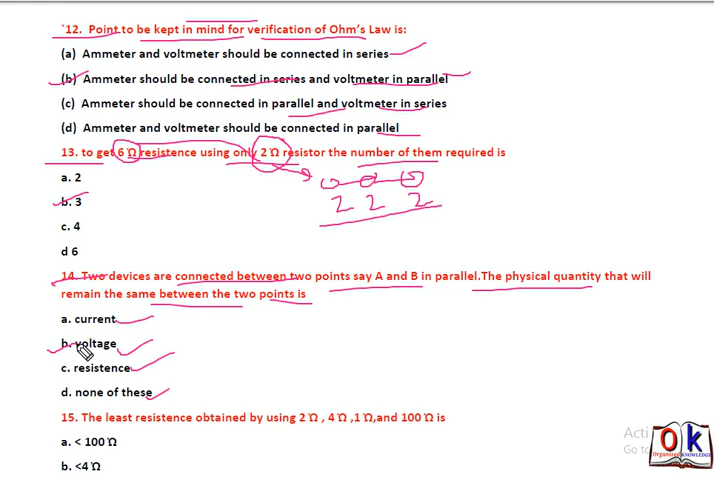 `12. Point to be kept in mind for verification of Ohm's Law is:
(a) Ammeter and voltmeter should be connected in series
(b) Ammeter should be connected in series and voltmeter in parallel
(c) Ammeter should be connected in parallel and voltmeter in series
(d) Ammeter and voltmeter should be connected in parallel
13. to get 6 Ω resistence using only 2 Ω resistor the number of them required is
a. 2
b. 3
2 2 2
c. 4
d 6
14. Two devices are connected between two points say A and B in parallel.The physical quantity that will
remain the same between the two points is
a. current
b. voltage
c. resistence
d. none of these
15. The least resistence obtained by using 2 Ω , 4 Ω ,1 Ω,and 100 Ω is
a. < 100 Ω
b. <4 Ω
Acti
Go to
Ok
Organized KNOWLEDGE